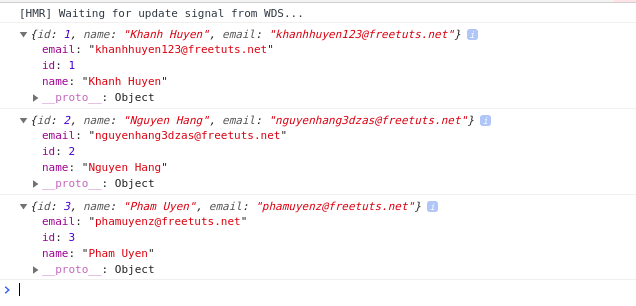 [HMR] Waiting for update signal from WDS...
{id: 1, name: "Khanh Huyen", email: "khanhhuyen123@freetuts.net"} i
email: "khanhhuyen123@freetuts.net"
id: 1
name: "Khanh Huyen"
__proto__: Object
{id: 2, name: "Nguyen Hang", email: "nguyenhang3dzas@freetuts.net"} i
email: "nguyenhang3dzas@freetuts.net"
id: 2
name: "Nguyen Hang"
__proto__: Object
{id: 3, name: "Pham Uyen", email: "phamuyenz@freetuts.net"} i
email: "phamuyenz@freetuts.net"
id: 3
name: "Pham Uyen"
__proto__: Object